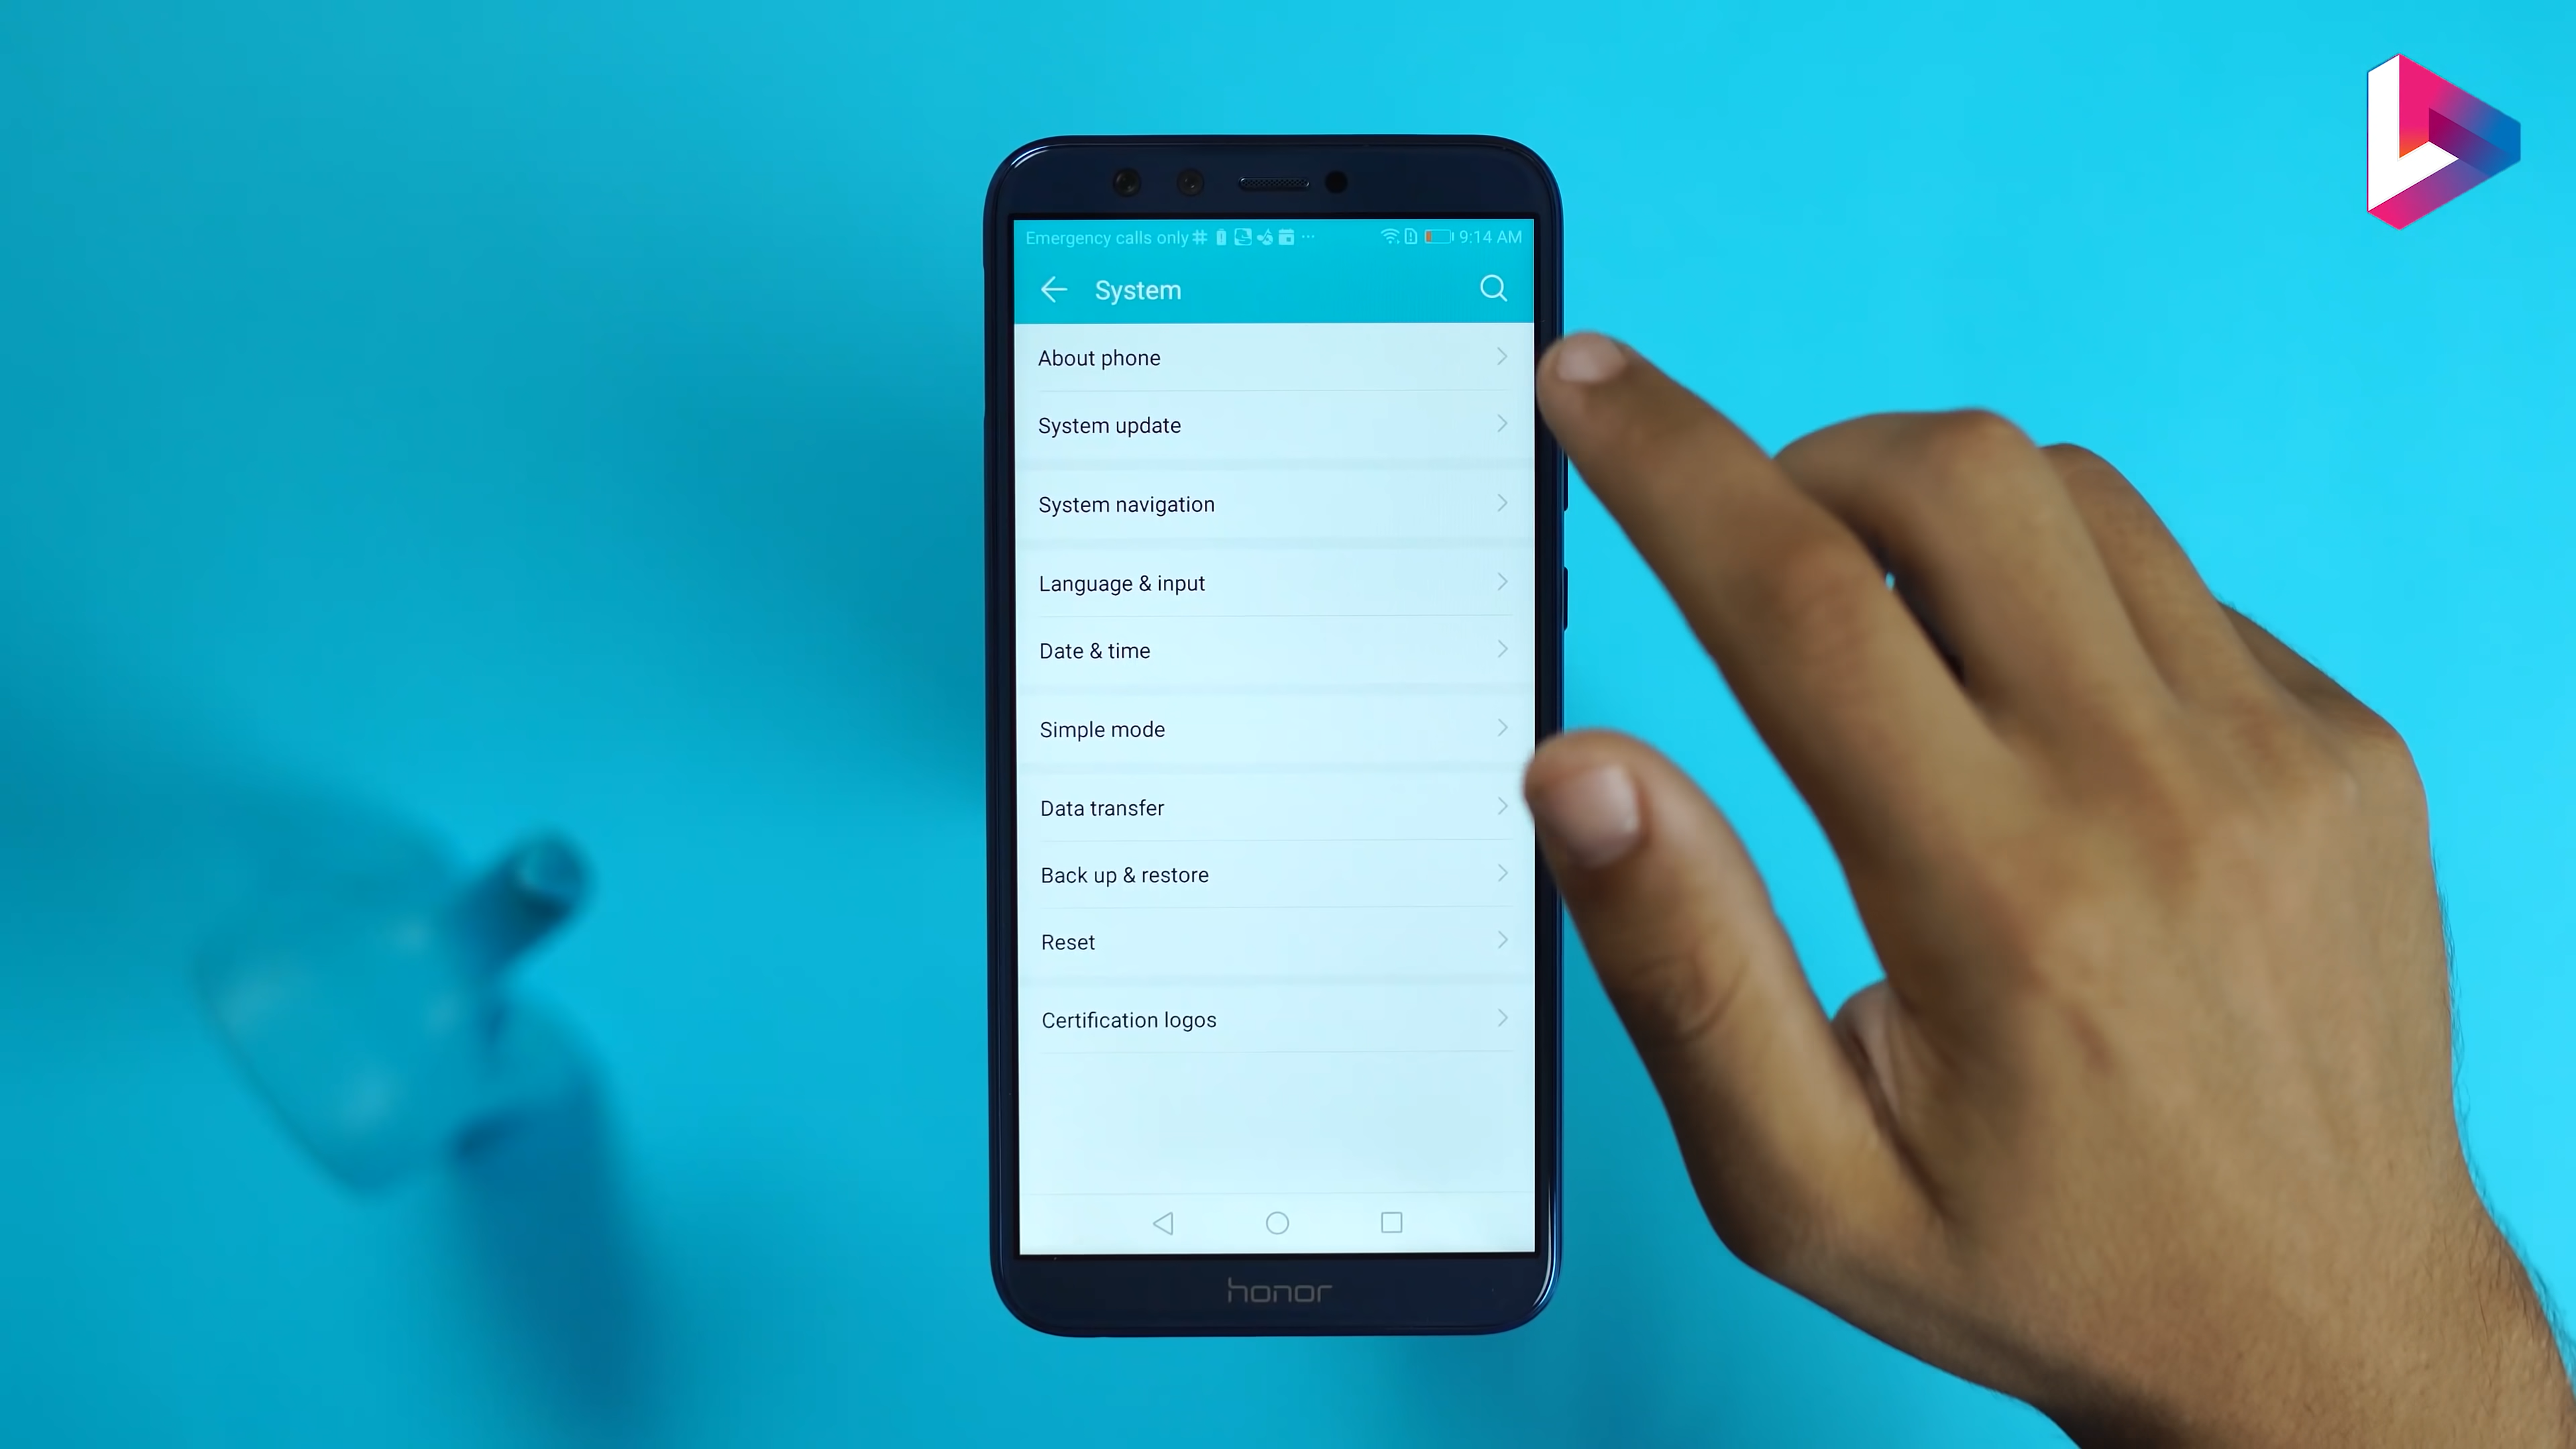 Emergency calls only 9:14 AM
System
About phone
System update
System navigation
Language & input
Date & time
Simple mode
Data transfer
Back up & restore
Reset
Certification logos
honor